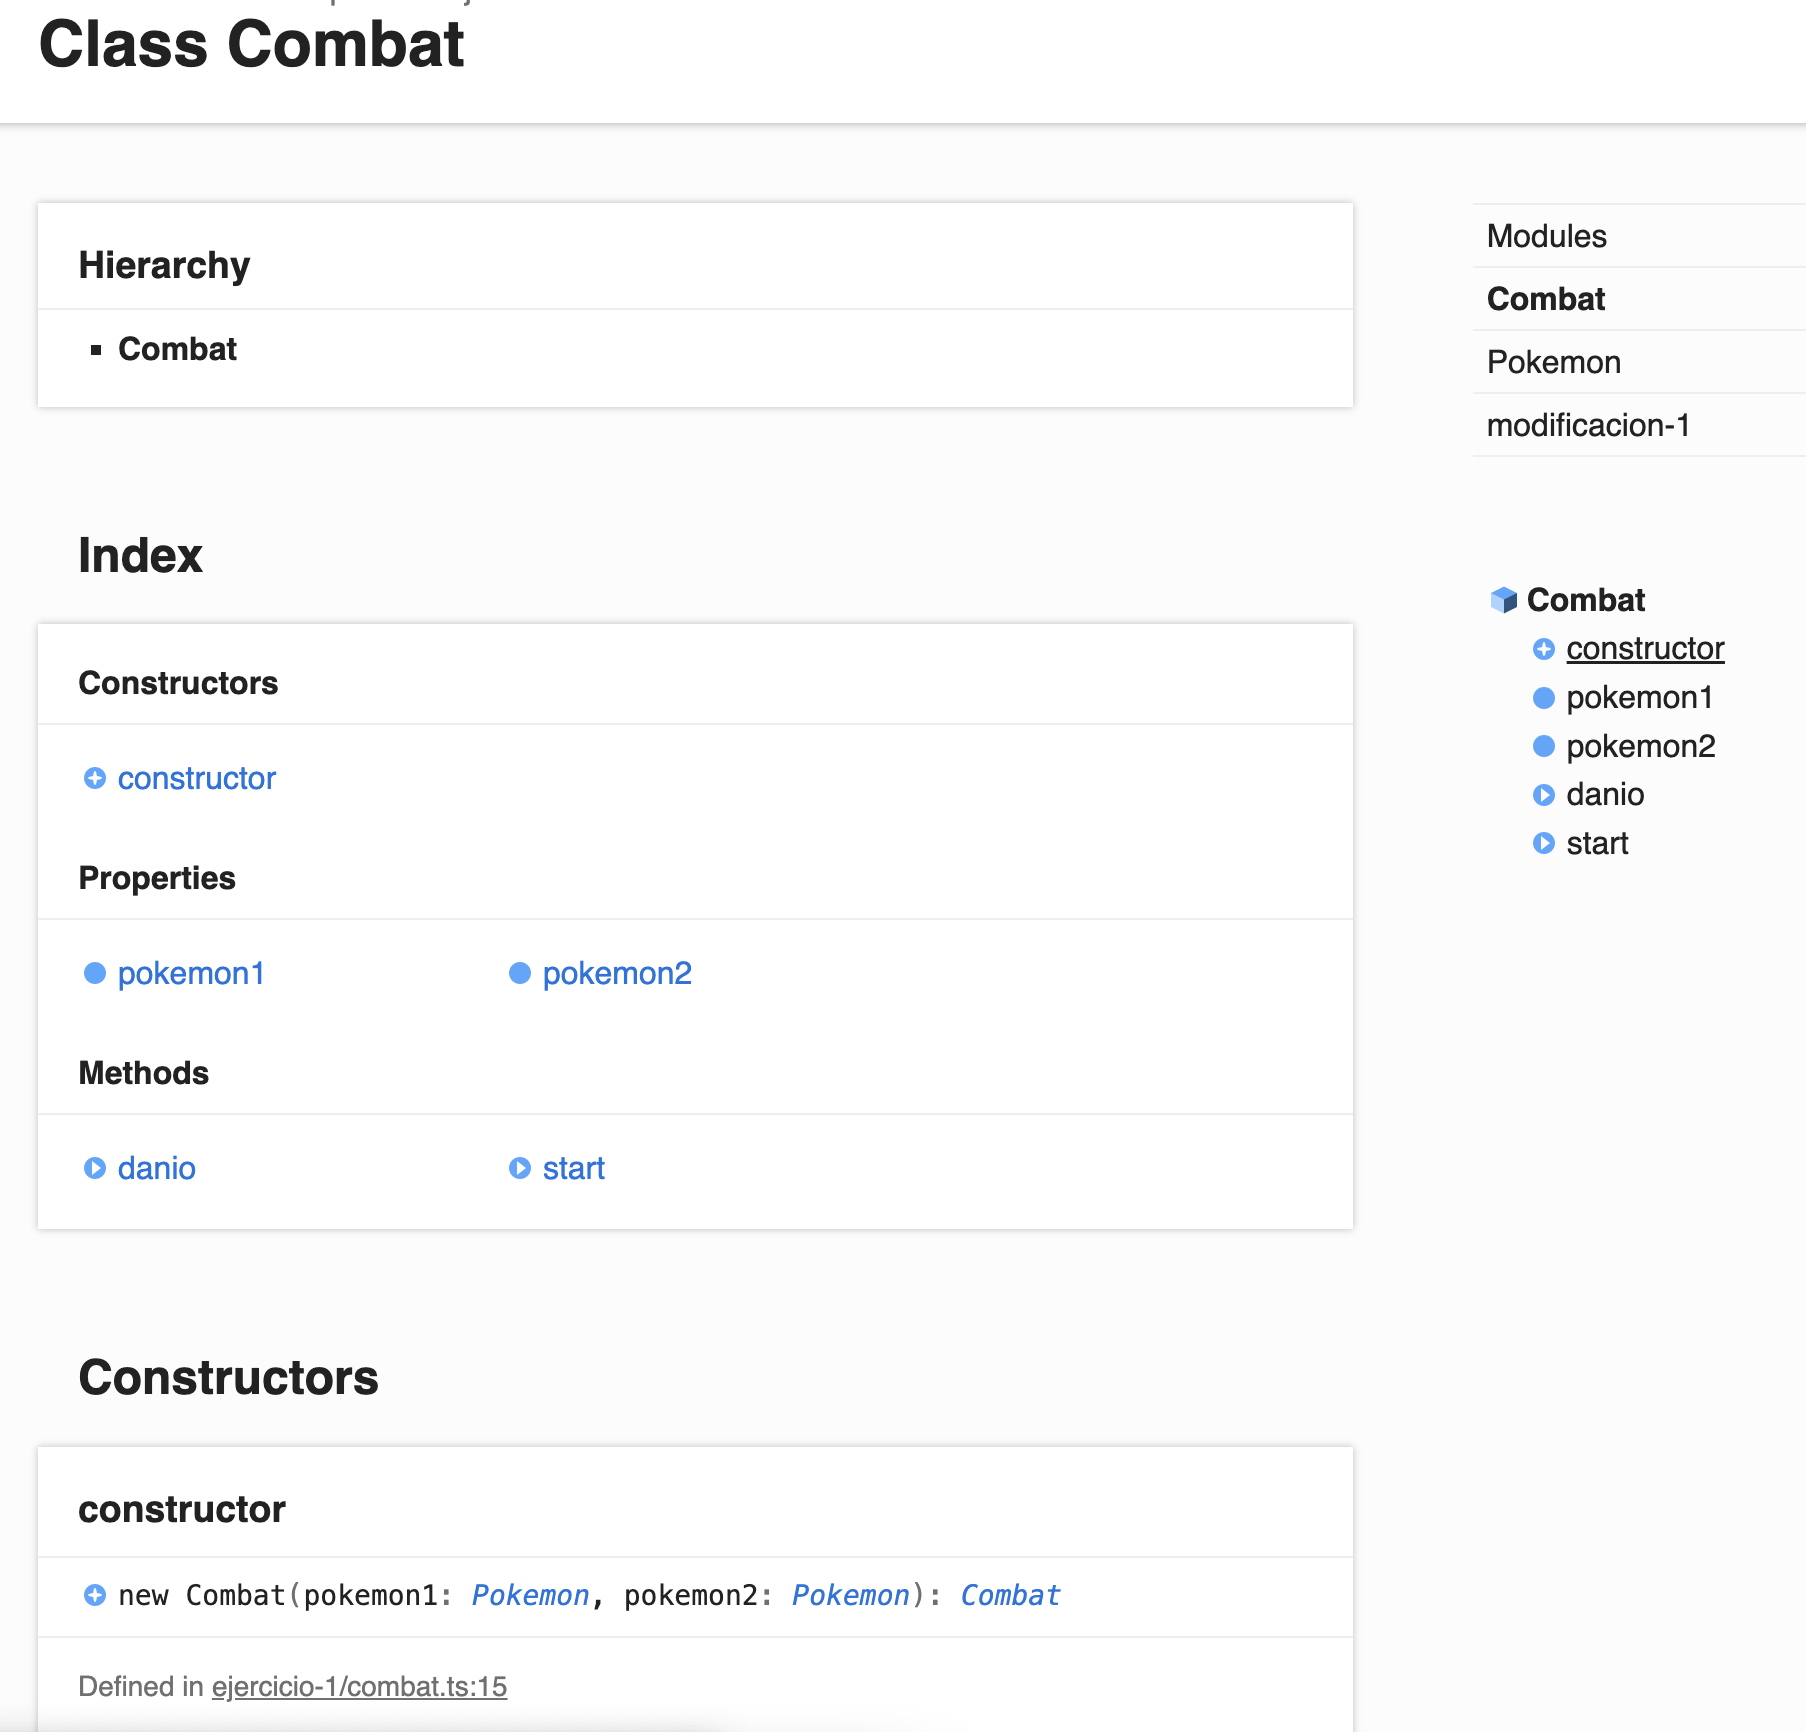 Class Combat
Hierarchy
Combat
Index
Constructors
constructor
Properties
pokemon1 pokemon2
Methods
danio start
Constructors
constructor
new Combat(pokemon1: Pokemon, pokemon2: Pokemon): Combat
Defined in ejercicio-1/combat.ts:15
Modules
Combat
Pokemon
modificacion-1
Combat
constructor
pokemon1
pokemon2
danio
start